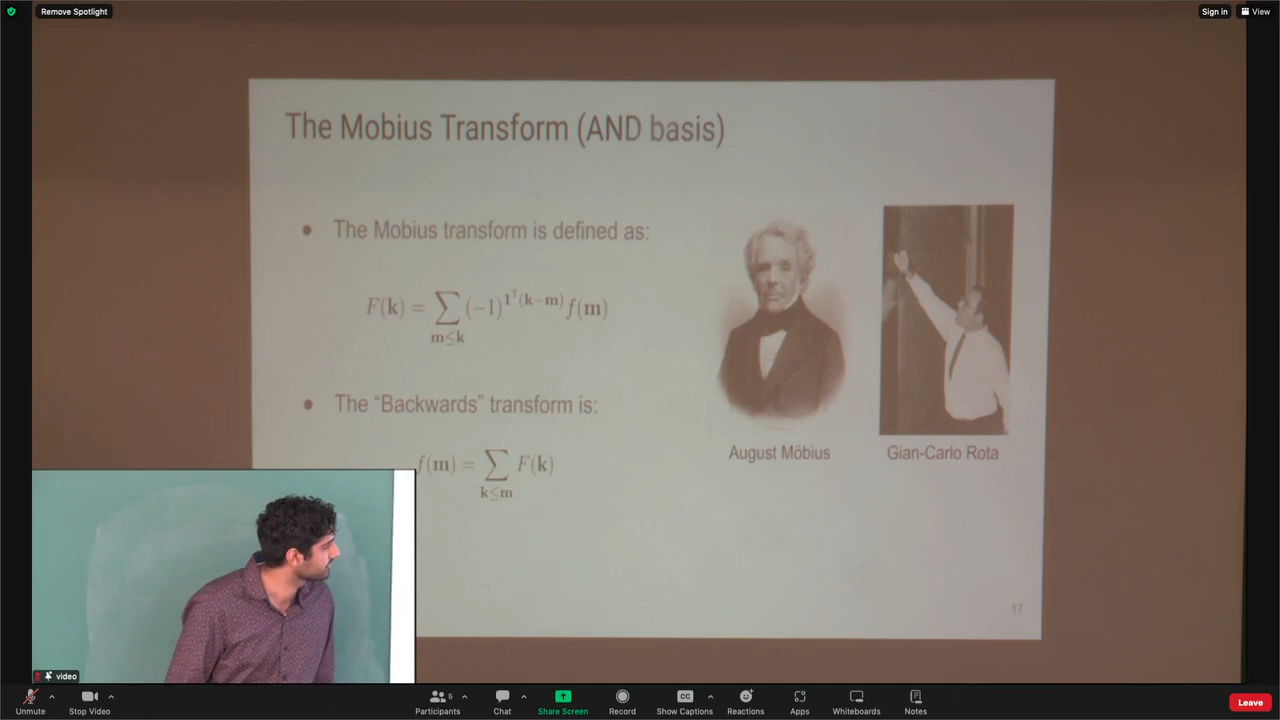 Remove Spotlight
Sign in
View
The Mobius Transform (AND basis)
● The Mobius transform is defined as:
F(k) = ∑ (−1)^1ᵀ(k−m) f(m)
m≤k
● The “Backwards” transform is:
f(m) = ∑ F(k)
k≤m
August Möbius
Gian-Carlo Rota
17
video
Unmute
Stop Video
Participants
5
Chat
Share Screen
Record
CC
Show Captions
Reactions
Apps
Whiteboards
Notes
Leave